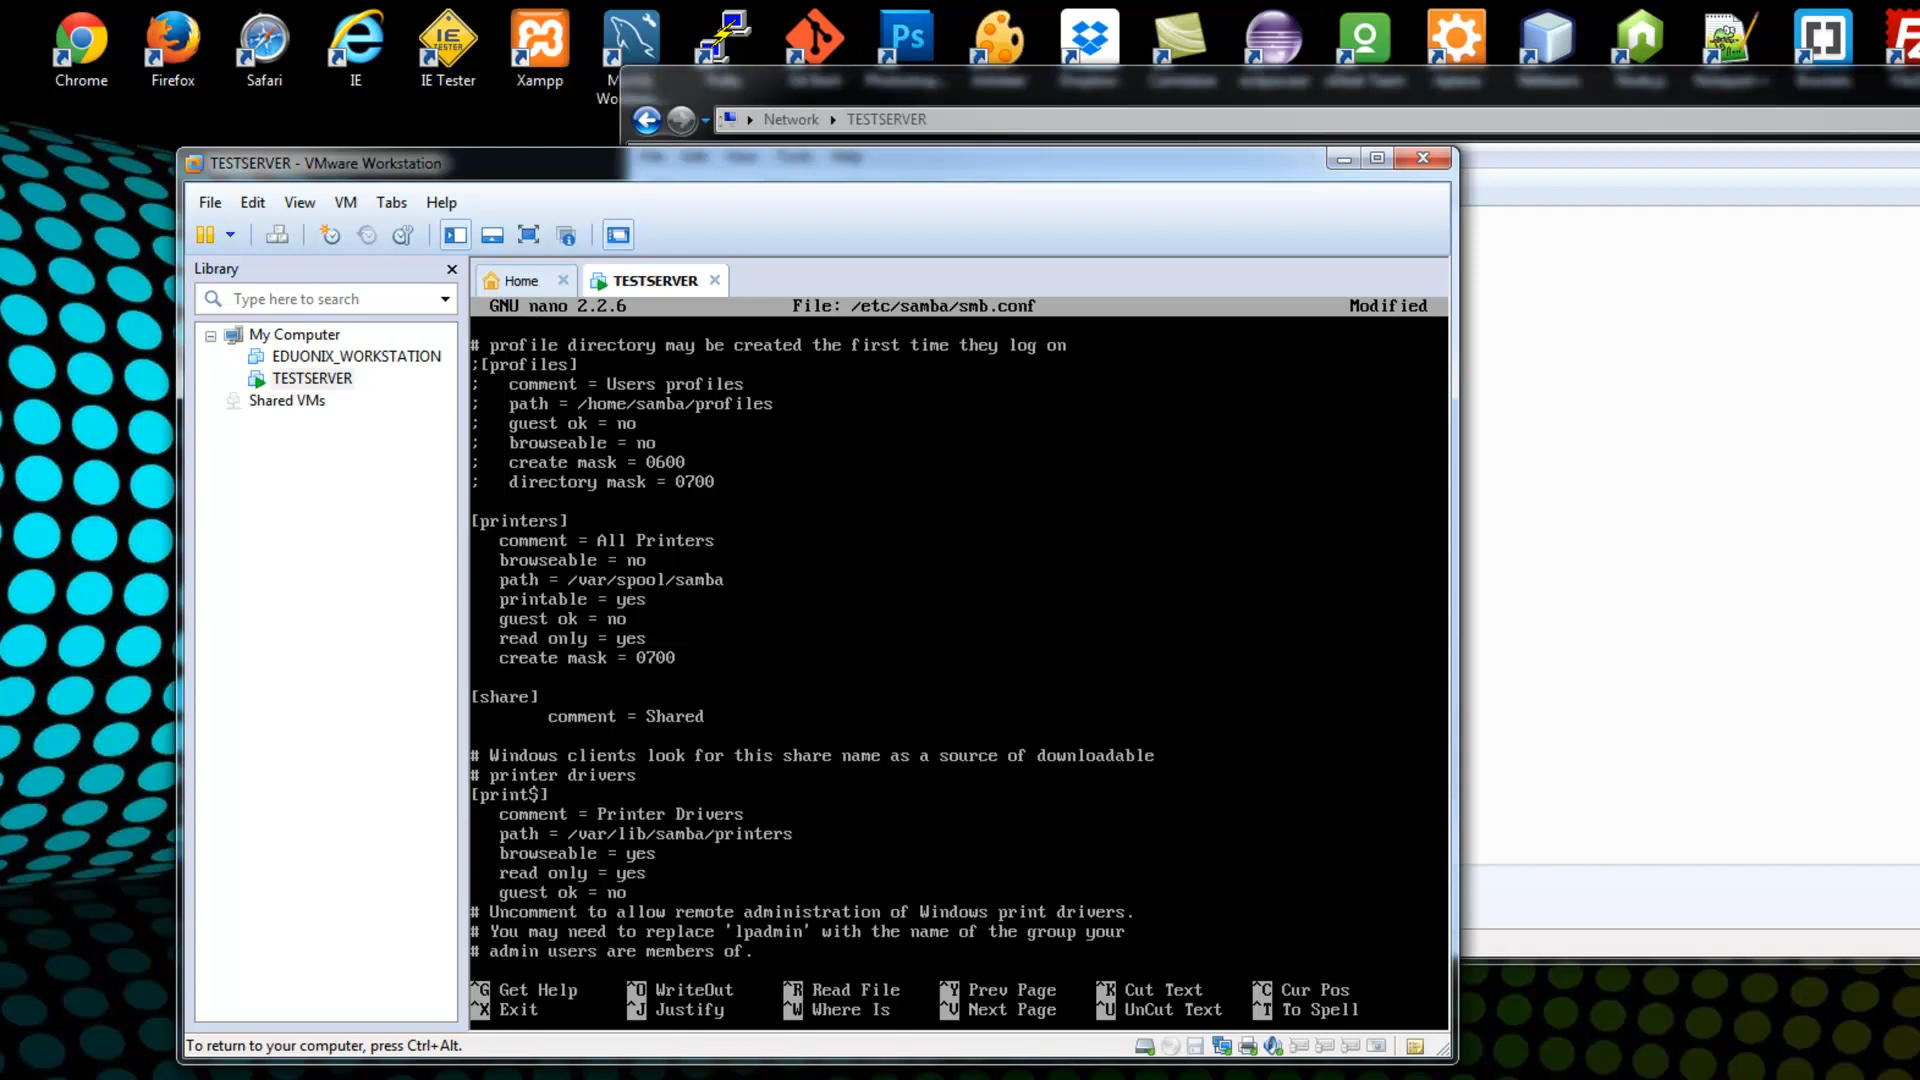 Chrome
Firefox
Safari
IE
IE Tester
Xampp
Network TESTSERVER
TESTSERVER - VMware Workstation
File Edit View VM Tabs Help
Library
Type here to search
My Computer
EDUONIX_WORKSTATION
TESTSERVER
Shared VMs
Home
TESTSERVER
GNU nano 2.2.6 File: /etc/samba/smb.conf Modified
# profile directory may be created the first time they log on
;[profiles]
;   comment = Users profiles
;   path = /home/samba/profiles
;   guest ok = no
;   browseable = no
;   create mask = 0600
;   directory mask = 0700
[printers]
   comment = All Printers
   browseable = no
   path = /var/spool/samba
   printable = yes
   guest ok = no
   read only = yes
   create mask = 0700
[share]
        comment = Shared
# Windows clients look for this share name as a source of downloadable
# printer drivers
[print$]
   comment = Printer Drivers
   path = /var/lib/samba/printers
   browseable = yes
   read only = yes
   guest ok = no
# Uncomment to allow remote administration of Windows print drivers.
# You may need to replace 'lpadmin' with the name of the group your
# admin users are members of.
^G Get Help ^O WriteOut ^R Read File ^Y Prev Page ^K Cut Text ^C Cur Pos
^X Exit ^J Justify ^W Where Is ^V Next Page ^U UnCut Text ^T To Spell
To return to your computer, press Ctrl+Alt.